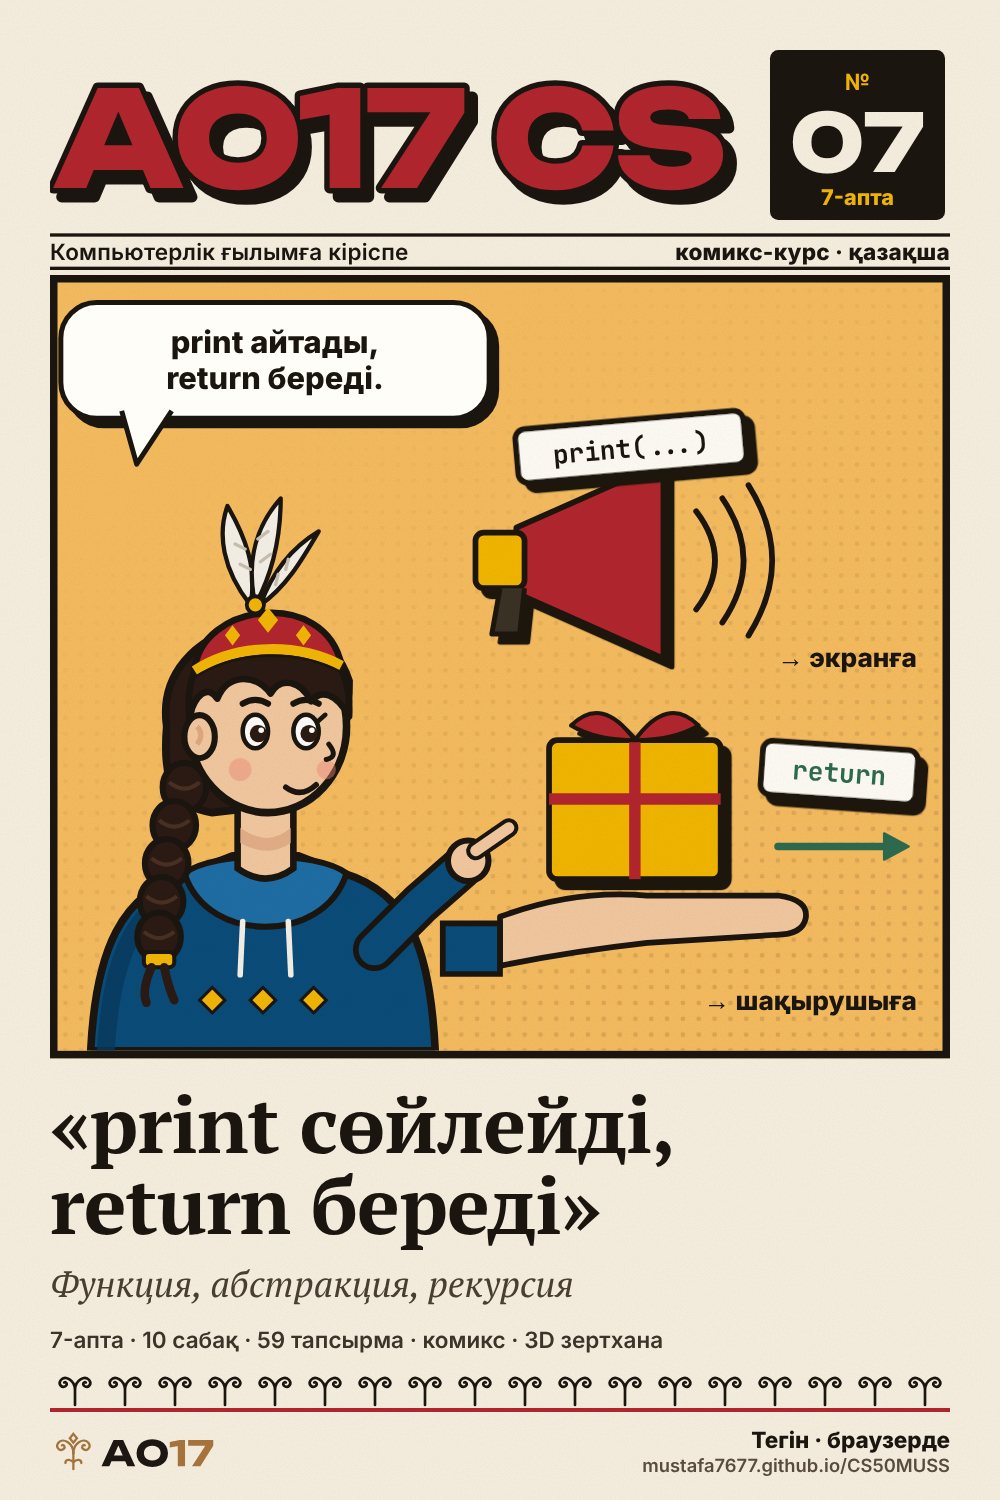 AO17 CS
№
07
7-апта
Компьютерлік ғылымға кіріспе
комикс-курс · қазақша
print айтады,
return береді.
print(...)
→ экранға
return
→ шақырушыға
«print сөйлейді,
return береді»
Функция, абстракция, рекурсия
7-апта · 10 сабақ · 59 тапсырма · комикс · 3D зертхана
AO17
Тегін · браузерде
mustafa7677.github.io/CS50MUSS